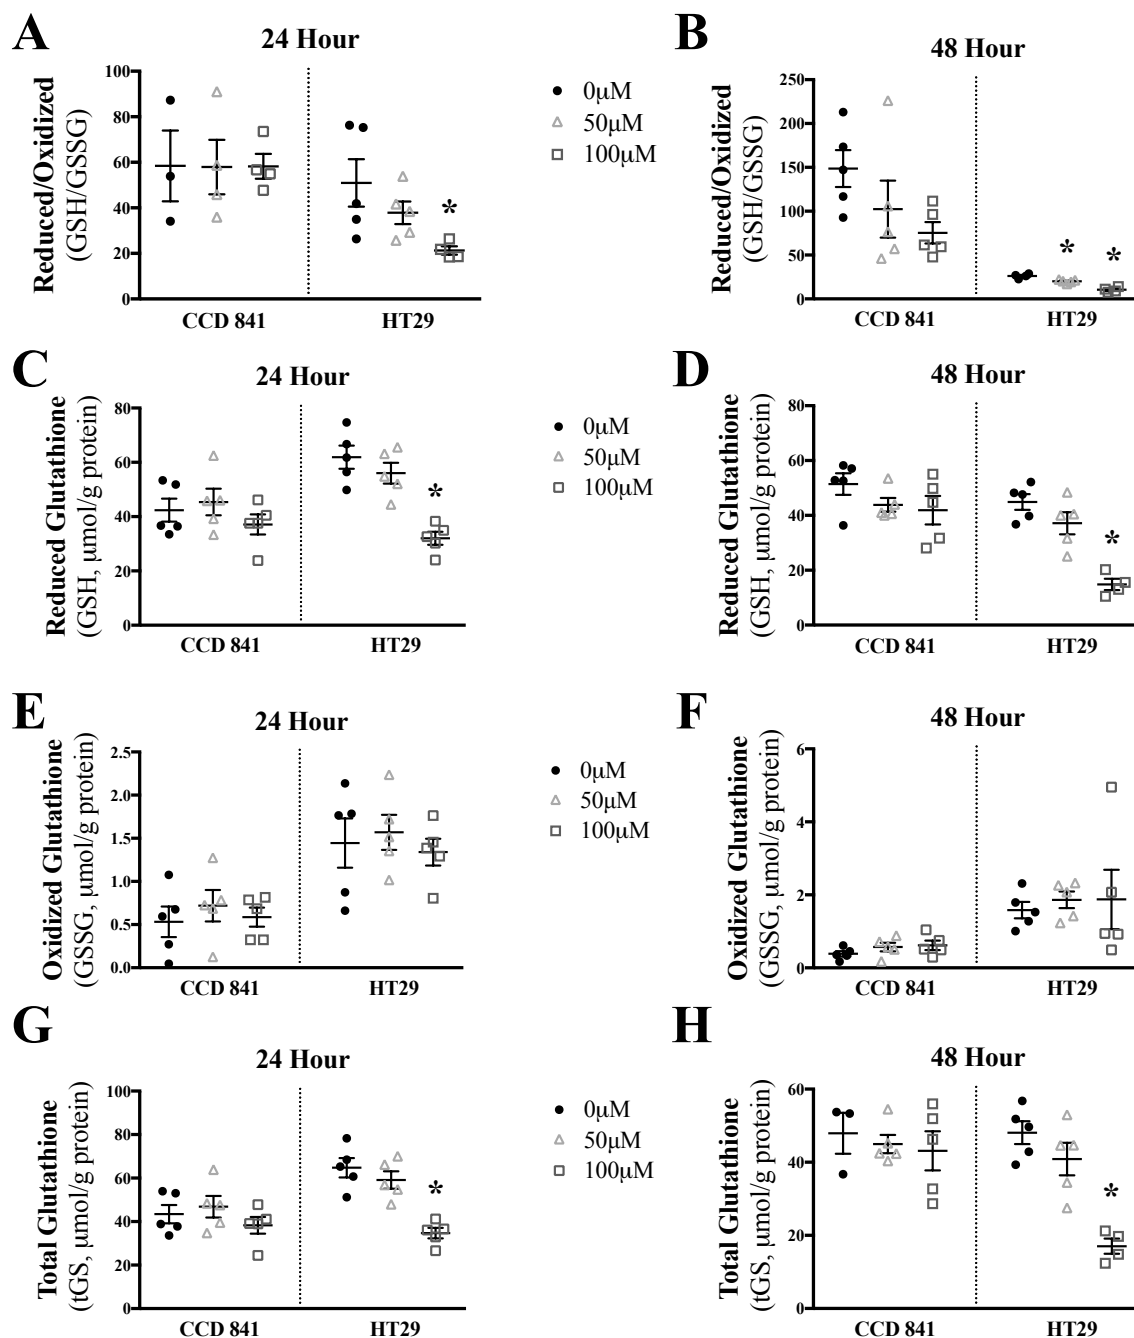 A
24 Hour
Reduced/Oxidized
(GSH/GSSG)
100
80
60
40
20
0
*
CCD 841
HT29
0μM
50μM
100μM
B
48 Hour
Reduced/Oxidized
(GSH/GSSG)
250
200
150
100
50
0
*
*
CCD 841
HT29
C
24 Hour
Reduced Glutathione
(GSH, μmol/g protein)
80
60
40
20
0
*
CCD 841
HT29
0μM
50μM
100μM
D
48 Hour
Reduced Glutathione
(GSH, μmol/g protein)
80
60
40
20
0
*
CCD 841
HT29
E
24 Hour
Oxidized Glutathione
(GSSG, μmol/g protein)
2.5
2.0
1.5
1.0
0.5
0.0
CCD 841
HT29
0μM
50μM
100μM
F
48 Hour
Oxidized Glutathione
(GSSG, μmol/g protein)
6
4
2
0
CCD 841
HT29
G
24 Hour
Total Glutathione
(tGS, μmol/g protein)
100
80
60
40
20
0
*
CCD 841
HT29
0μM
50μM
100μM
H
48 Hour
Total Glutathione
(tGS, μmol/g protein)
60
40
20
0
*
CCD 841
HT29